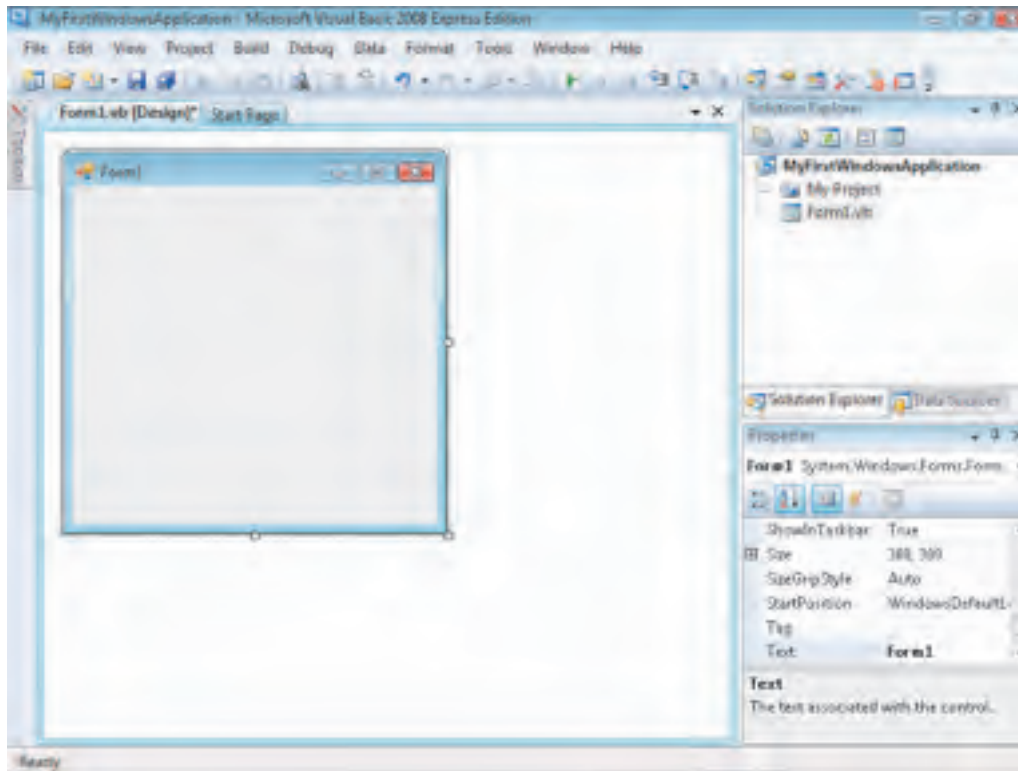 MyFirstWindowsApplication - Microsoft Visual Basic 2008 Express Edition
File Edit View Project Build Debug Data Format Tools Window Help
Form1.vb [Design]* Start Page
Toolbox
Form1
Solution Explorer
MyFirstWindowsApplication
My Project
Form1.vb
Solution Explorer Data Sources
Properties
Form1 System.Windows.Forms.Form
ShowInTaskbar True
Size
SizeGripStyle Auto
StartPosition WindowsDefaultL
Tag
Text Form1
Text
The text associated with the control.
Ready